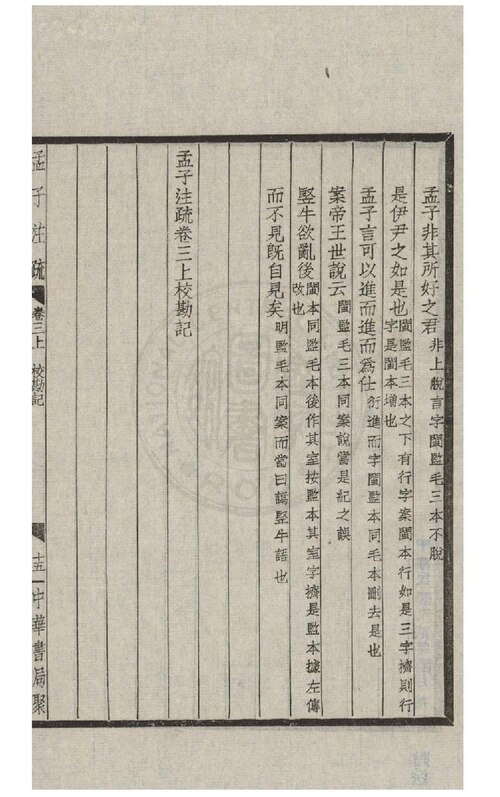 孟子非其所好之君非上脫言字閩監毛三本不脫
是伊尹之如是也閩監毛三本之下有行字案閩本行如是三字擠則行
字是閩本增也
孟子言可以進而進而爲仕衍進而字閩監本同毛本刪去是也
案帝王世說云閩監毛三本同案說當是紀之誤
豎牛欲亂後閩本同監毛本後作其室按監本其室字擠是監本據左傳
改也
而不見旣自見矣明監毛本同案而當曰謁豎牛語也
孟子注疏卷三上校勘記
孟子注疏
卷三上 校勘記
十五
中華書局聚